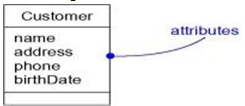 Customer
name
address
phone
birthDate
attributes